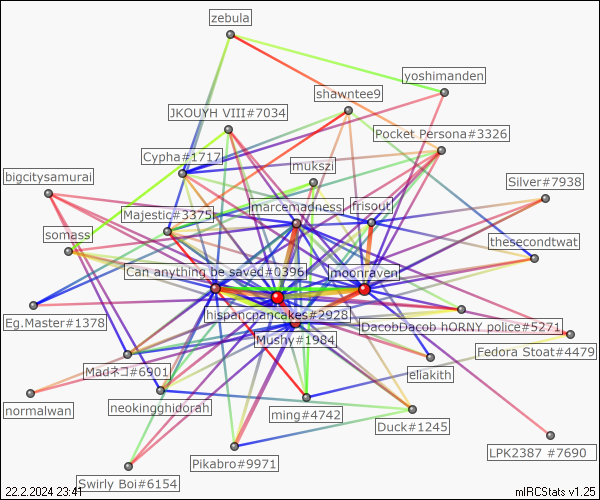 zebula
yoshimanden
shawntee9
JKOUYH VIII#7034
Pocket Persona#3326
Cypha#1717
mukszi
bigcitysamurai
Silver#7938
marcemadness
frisout
Majestic#3375
somass
thesecondtwat
Can anything be saved#0396
moonraven
hispancpancakes#2928
Eg.Master#1378
DacobDacob hORNY police#5271
Mushy#1984
Fedora Stoat#4479
Madネコ#6901
eliakith
normalwan
neokingghidorah
ming#4742
Duck#1245
LPK2387 #7690
Pikabro#9971
Swirly Boi#6154
22.2.2024 23:41
mIRCStats v1.25